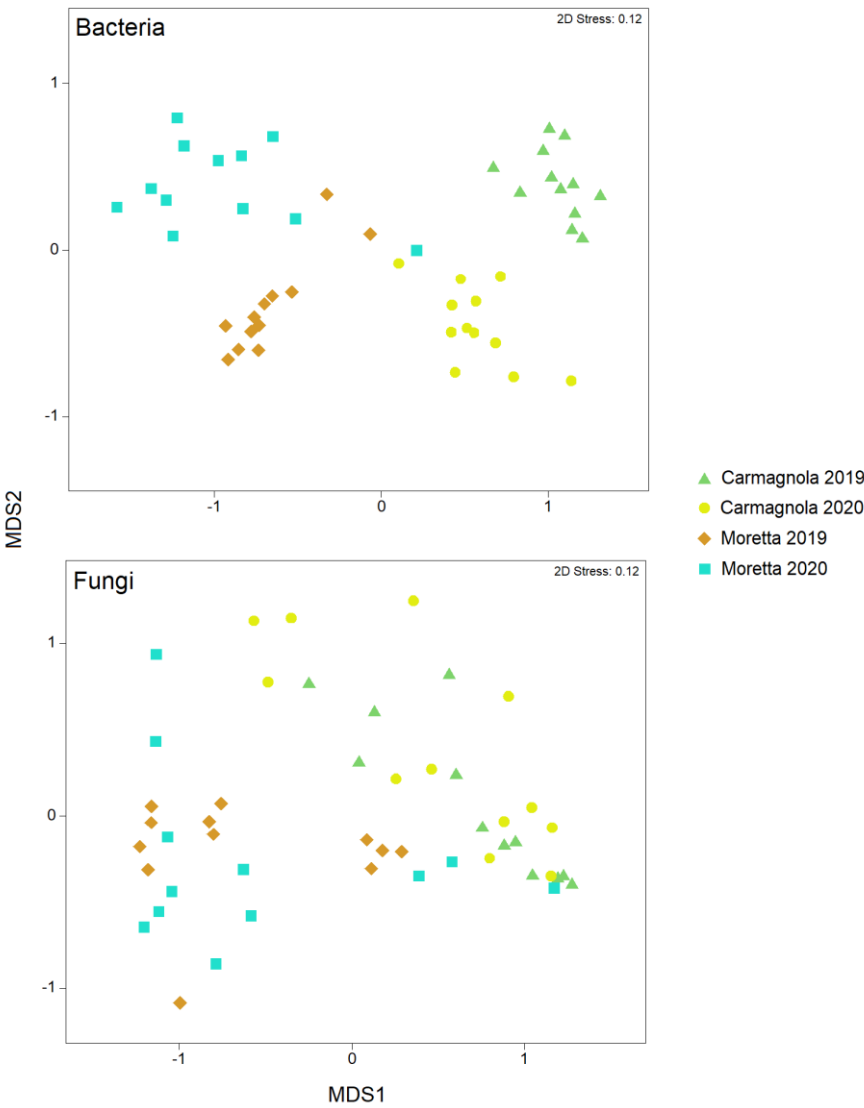 Bacteria
2D Stress: 0.12
1
0
-1
-1
0
1
MDS2
Carmagnola 2019
Carmagnola 2020
Moretta 2019
Moretta 2020
Fungi
2D Stress: 0.12
1
0
-1
-1
0
1
MDS1